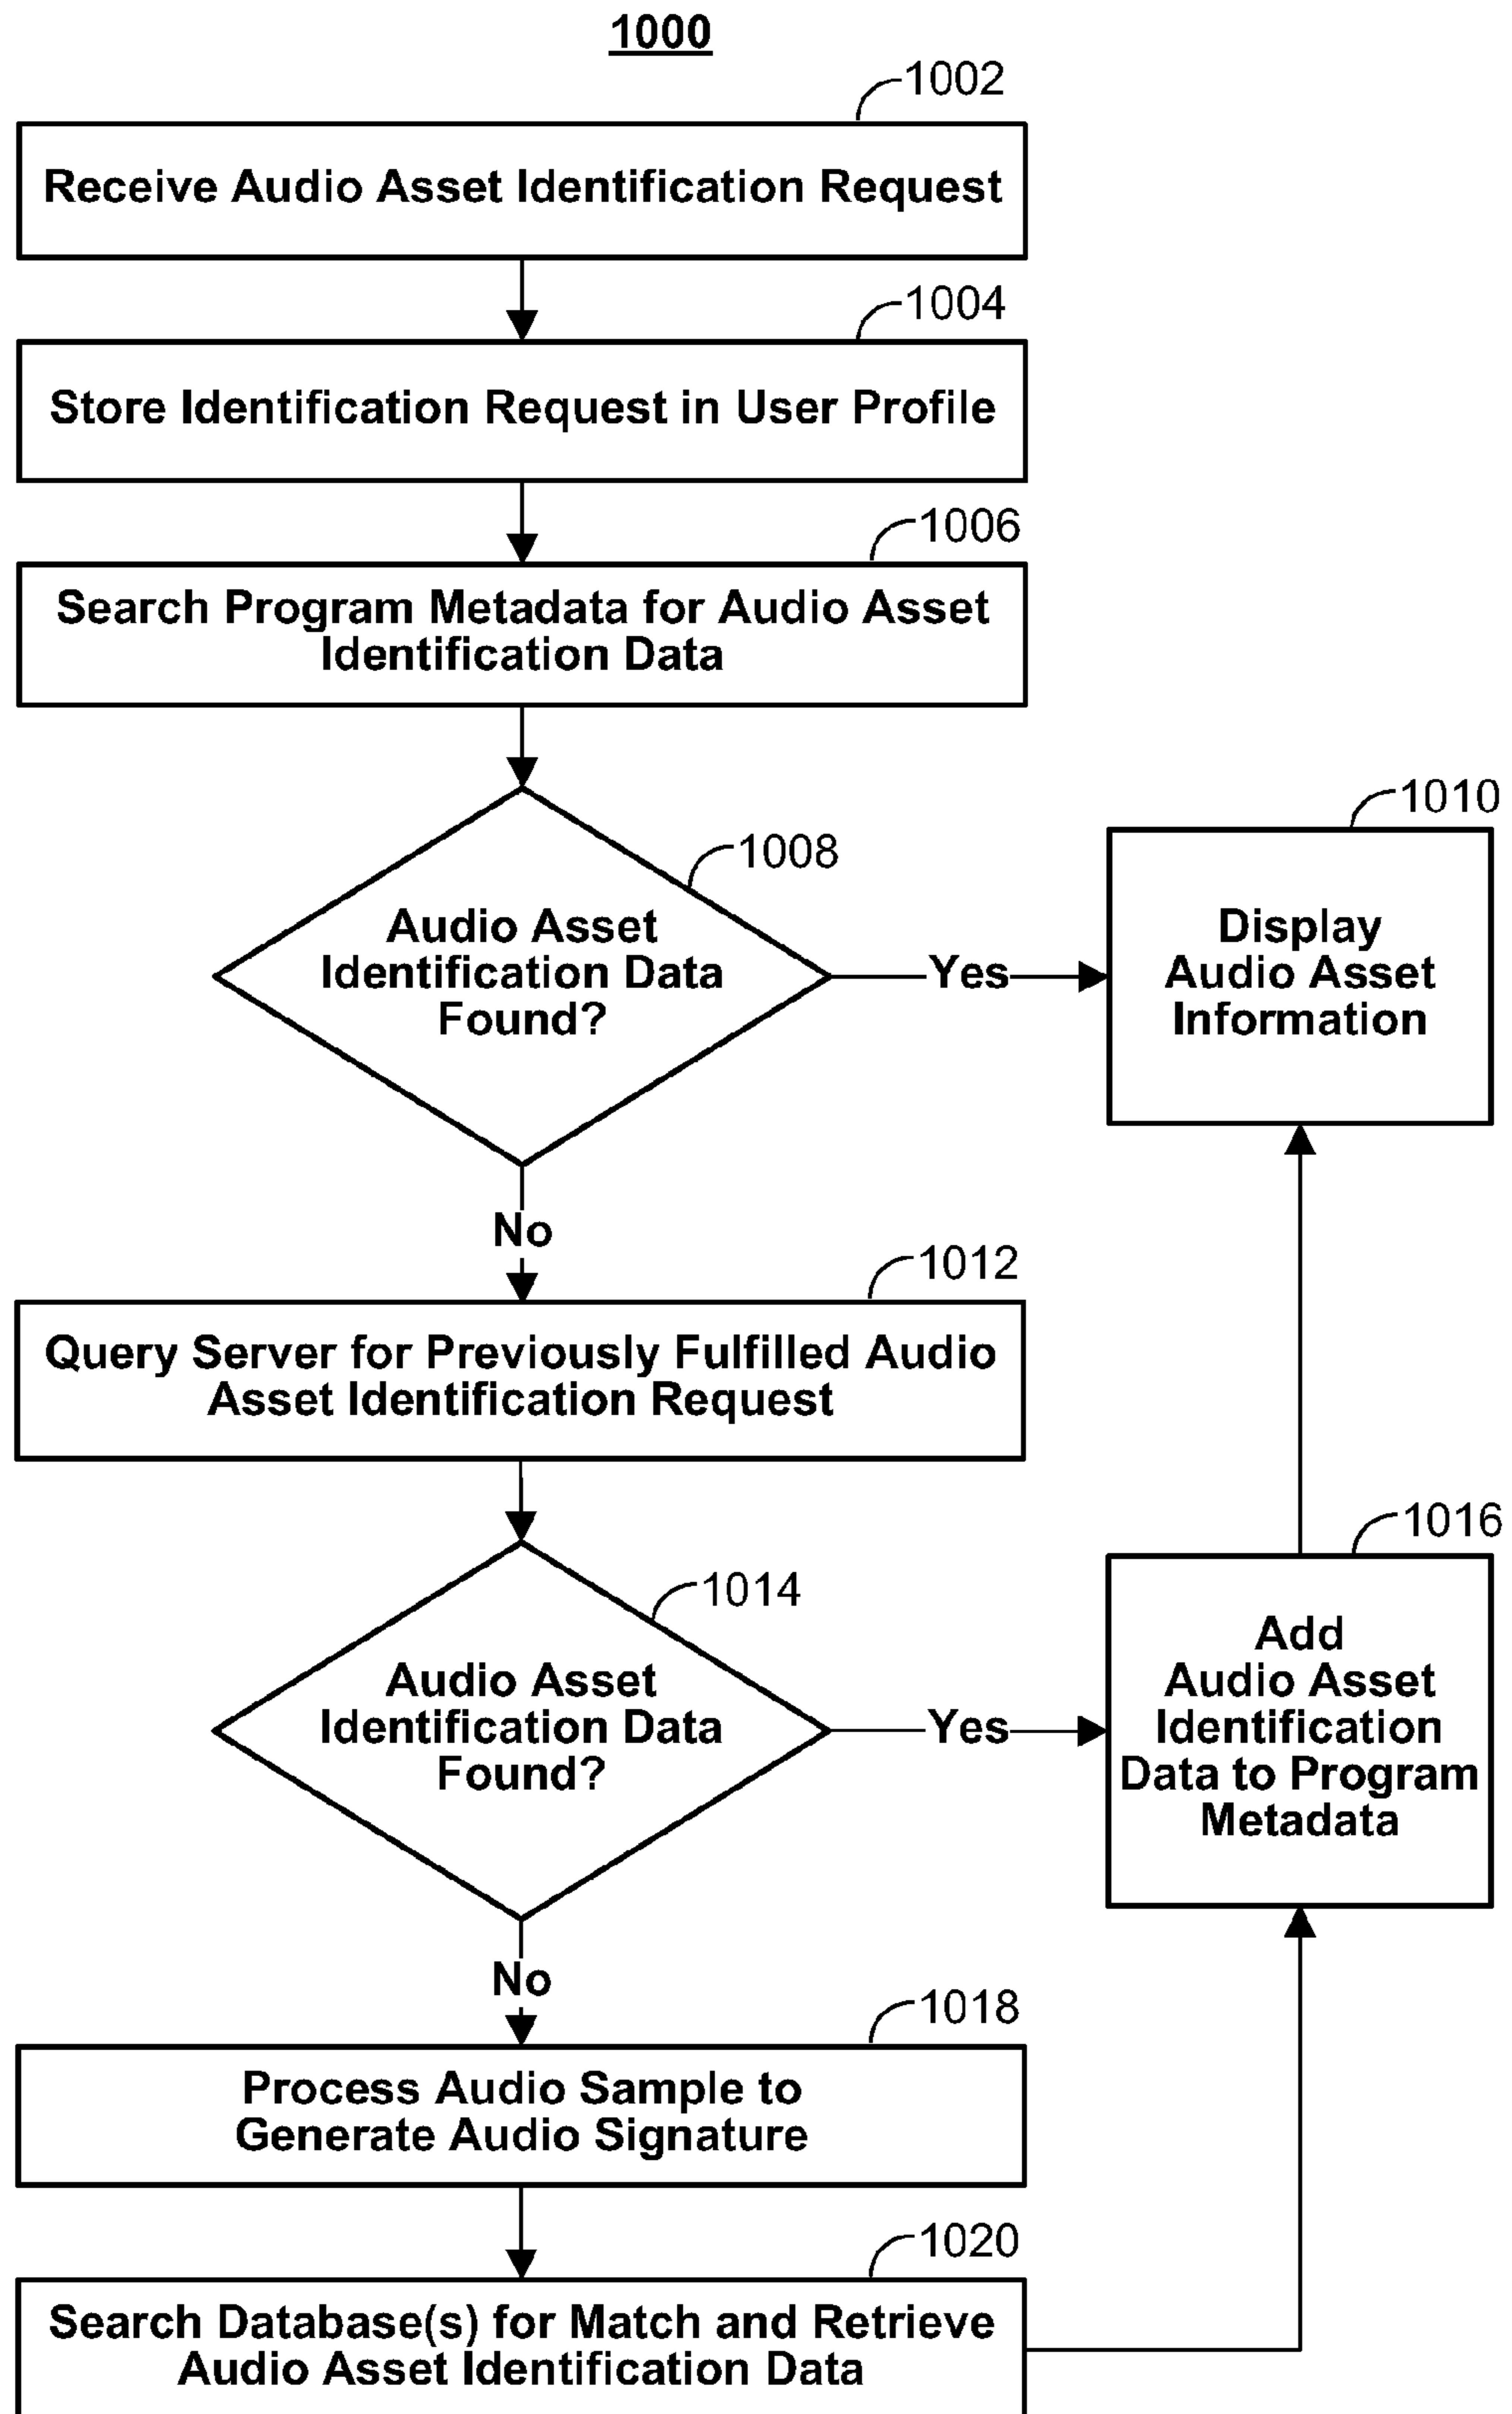 1000
1002
Receive Audio Asset Identification Request
1004
Store Identification Request in User Profile
1006
Search Program Metadata for Audio Asset
Identification Data
1008
Audio Asset
Identification Data
Found?
Yes
1010
Display
Audio Asset
Information
No
1012
Query Server for Previously Fulfilled Audio
Asset Identification Request
1014
Audio Asset
Identification Data
Found?
Yes
1016
Add
Audio Asset
Identification
Data to Program
Metadata
No
1018
Process Audio Sample to
Generate Audio Signature
1020
Search Database(s) for Match and Retrieve
Audio Asset Identification Data